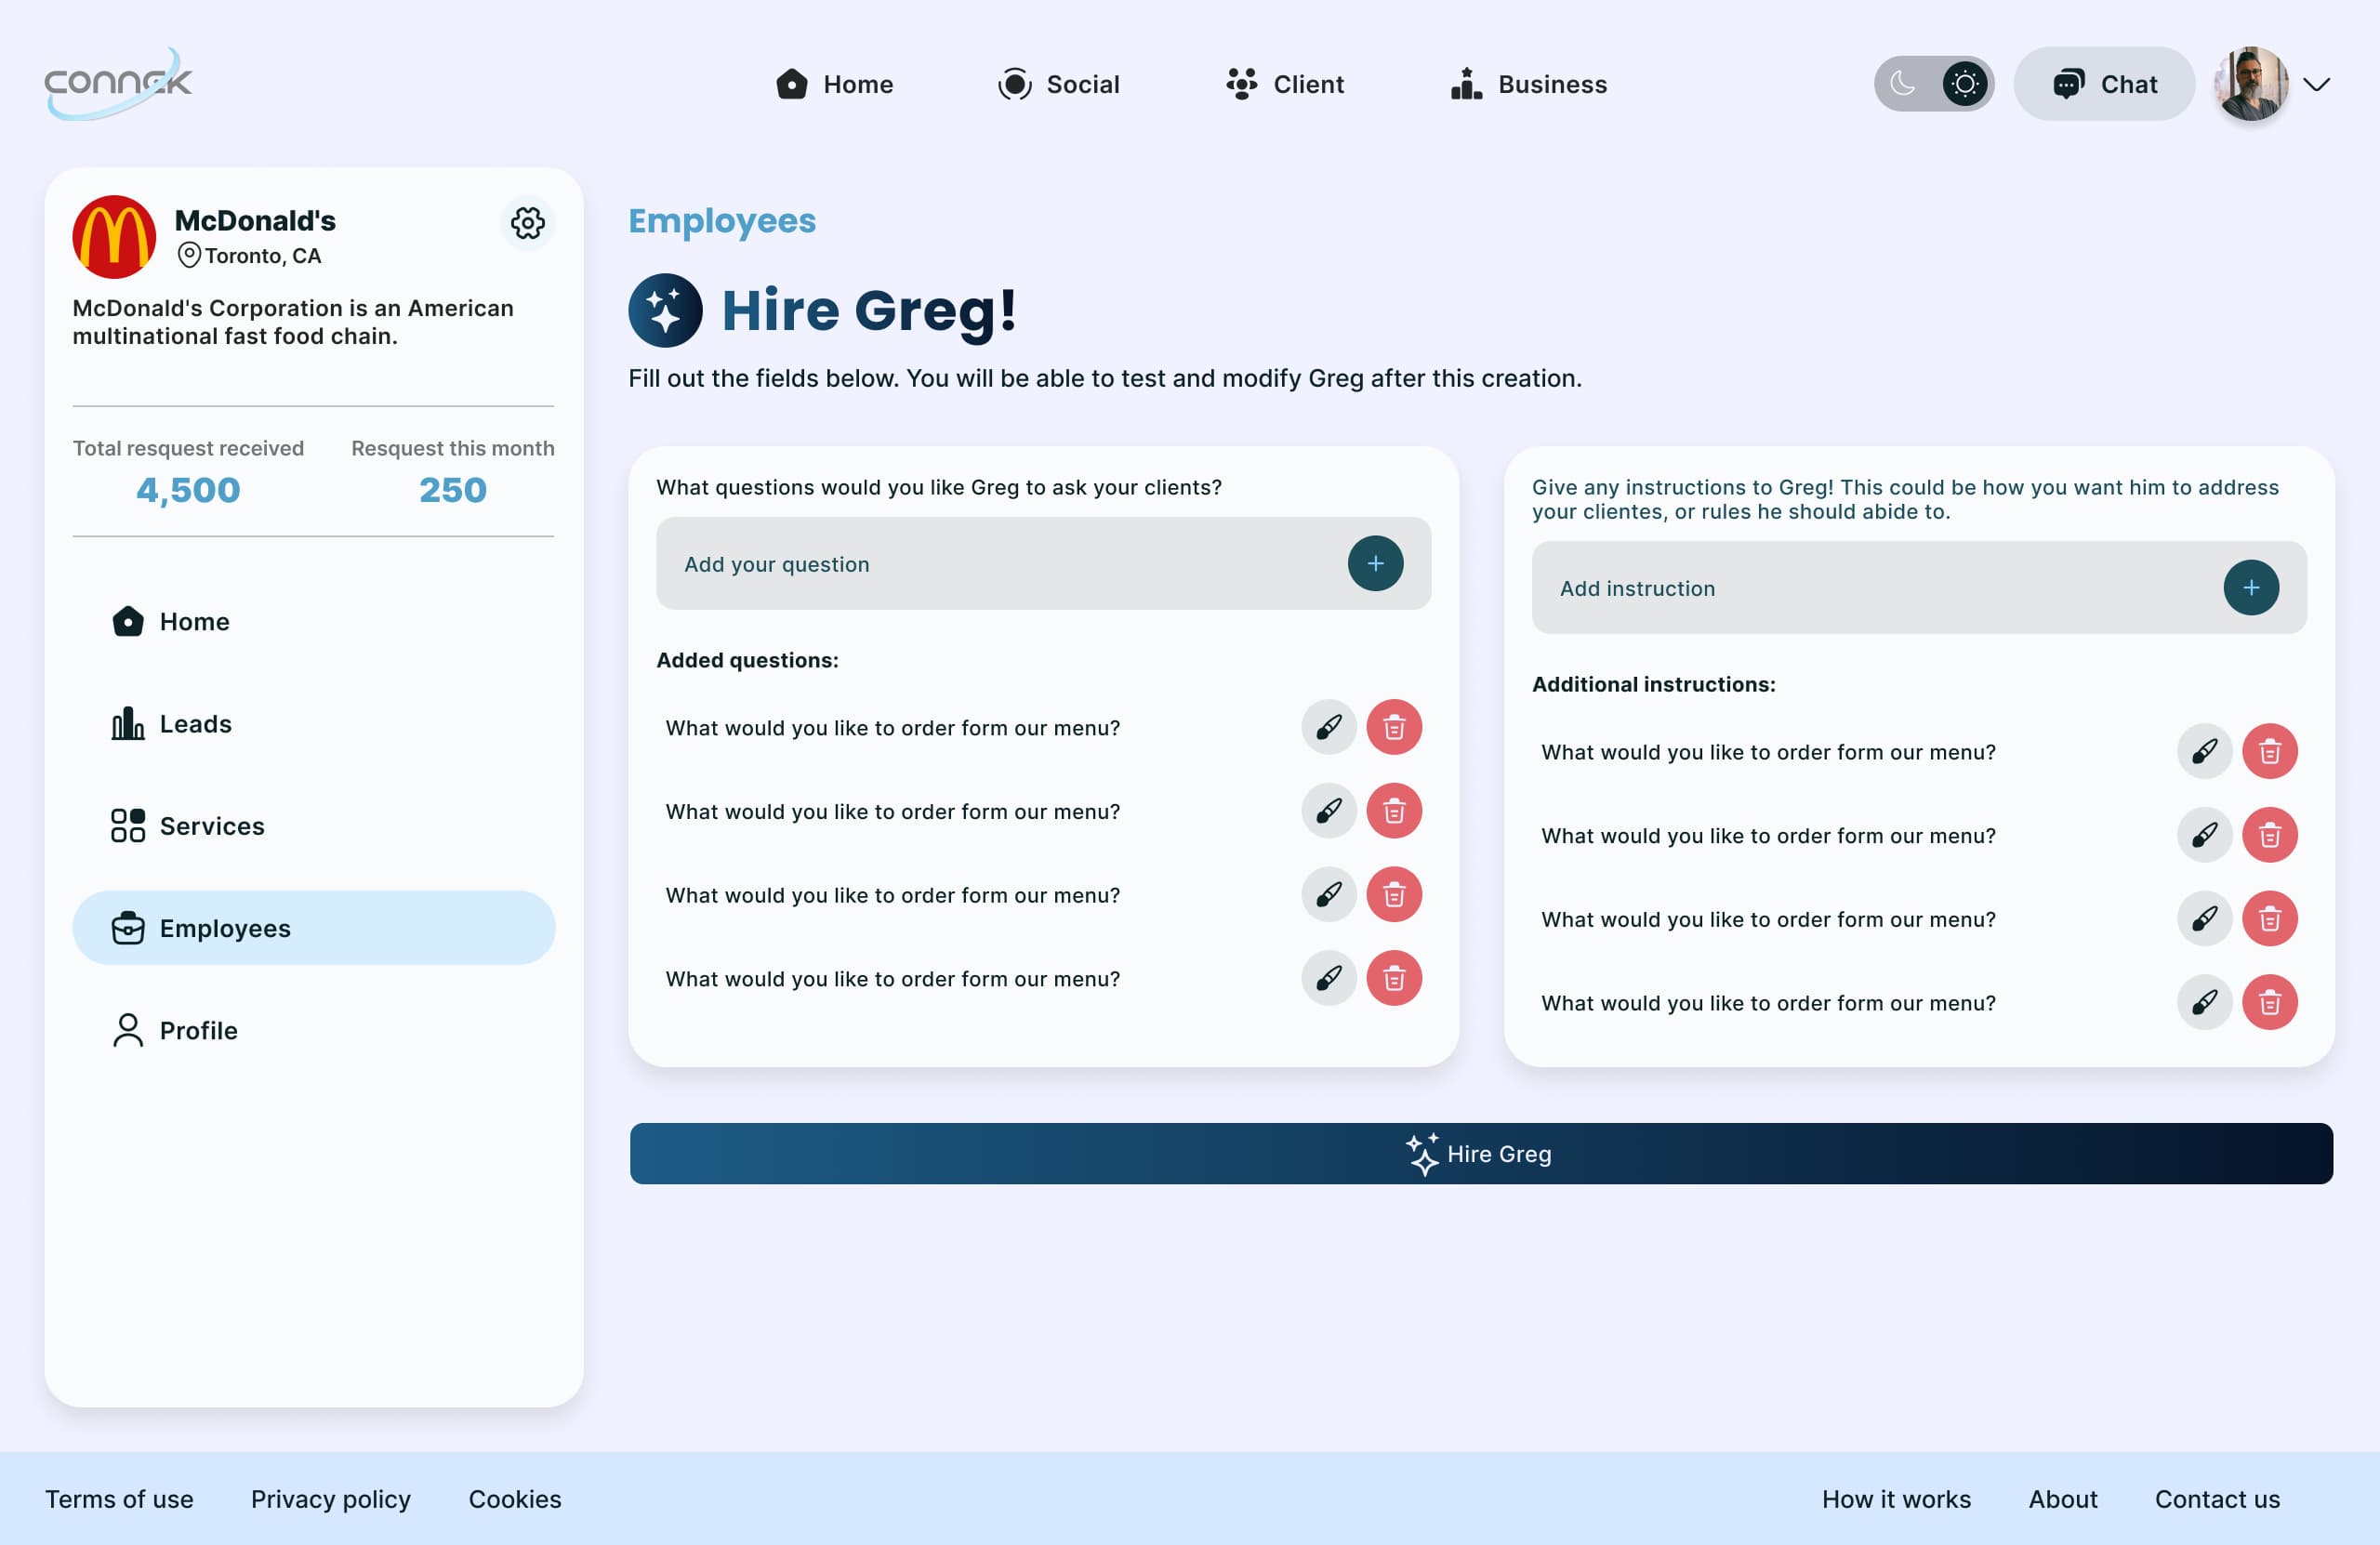 connek
Home
Social
Client
Business
Chat
McDonald's
Toronto, CA
McDonald's Corporation is an American
multinational fast food chain.
Total resquest received
4,500
Resquest this month
250
Home
Leads
Services
Employees
Profile
Employees
Hire Greg!
Fill out the fields below. You will be able to test and modify Greg after this creation.
What questions would you like Greg to ask your clients?
Add your question
Added questions:
What would you like to order form our menu?
What would you like to order form our menu?
What would you like to order form our menu?
What would you like to order form our menu?
Give any instructions to Greg! This could be how you want him to address
your clientes, or rules he should abide to.
Add instruction
Additional instructions:
What would you like to order form our menu?
What would you like to order form our menu?
What would you like to order form our menu?
What would you like to order form our menu?
Hire Greg
Terms of use
Privacy policy
Cookies
How it works
About
Contact us